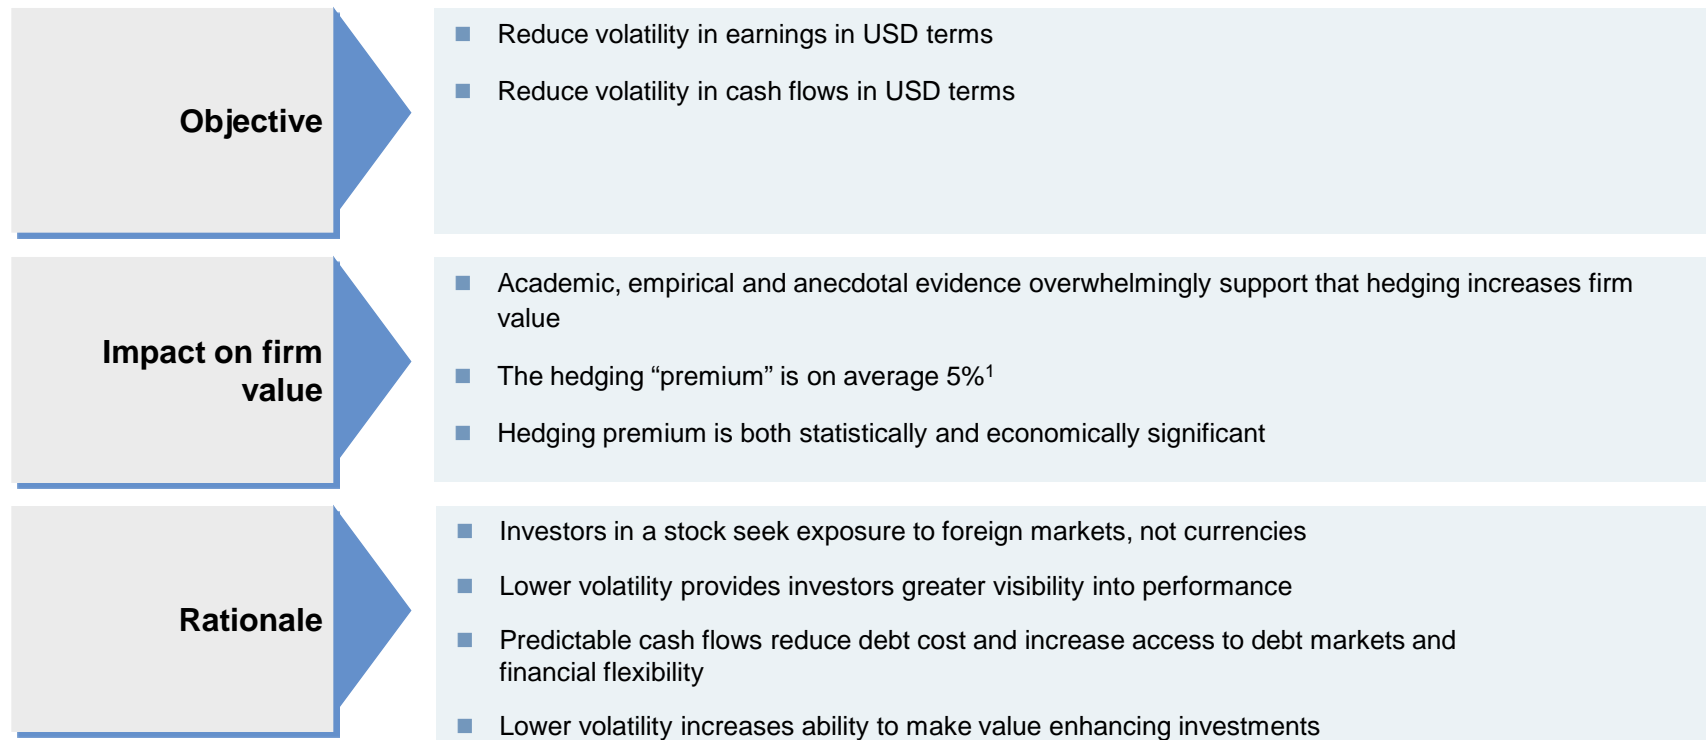 Objective
Reduce volatility in earnings in USD terms
Reduce volatility in cash flows in USD terms
Impact on firm
value
Academic, empirical and anecdotal evidence overwhelmingly support that hedging increases firm
value
The hedging “premium” is on average 5%¹
Hedging premium is both statistically and economically significant
Rationale
Investors in a stock seek exposure to foreign markets, not currencies
Lower volatility provides investors greater visibility into performance
Predictable cash flows reduce debt cost and increase access to debt markets and
financial flexibility
Lower volatility increases ability to make value enhancing investments